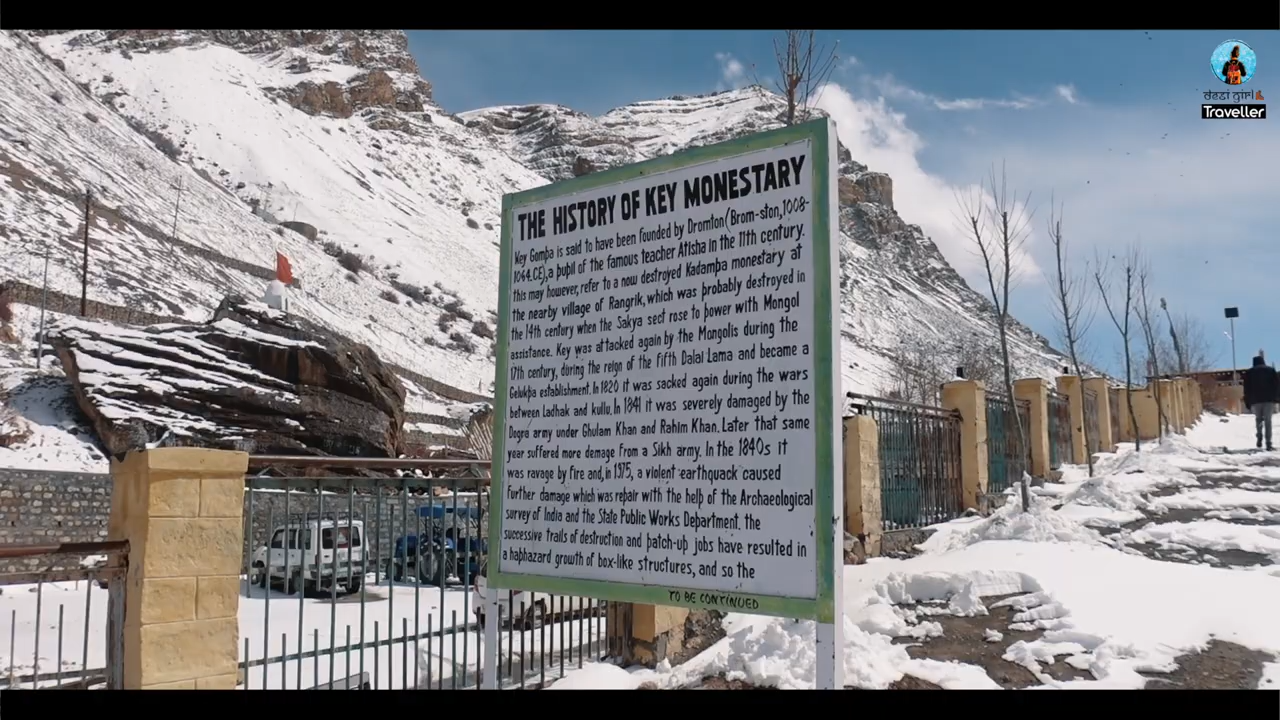 desi girl
Traveller
THE HISTORY OF KEY MONESTARY
Key Gompa is said to have been founded by Dromton (Brom-ston,1008-
1064.CE),a pupil of the famous teacher Atisha in the 11th century.
this may however, refer to a now destroyed Kadampa monestary at
the nearby village of Rangrik, which was probably destroyed in
the 14th century when the Sakya sect rose to power with Mongol
assistance. Key was attacked again by the Mongolis during the
17th century, during the reign of the fifth Dalai Lama and became a
Gelukpa establishment. In 1820 it was sacked again during the wars
between Ladhak and kullu. In 1841 it was severely damaged by the
Dogra army under Ghulam Khan and Rahim Khan. Later that same
year suffered more demage from a Sikh army. In the 1840s it
was ravage by fire and, in 1975, a violent earthquack caused
further damage which was repair with the help of the Archaeological
survey of India and the State Public Works Department. the
successive trails of destruction and patch-up jobs have resulted in
a haphazard growth of box-like structures, and so the
TO BE CONTINUED